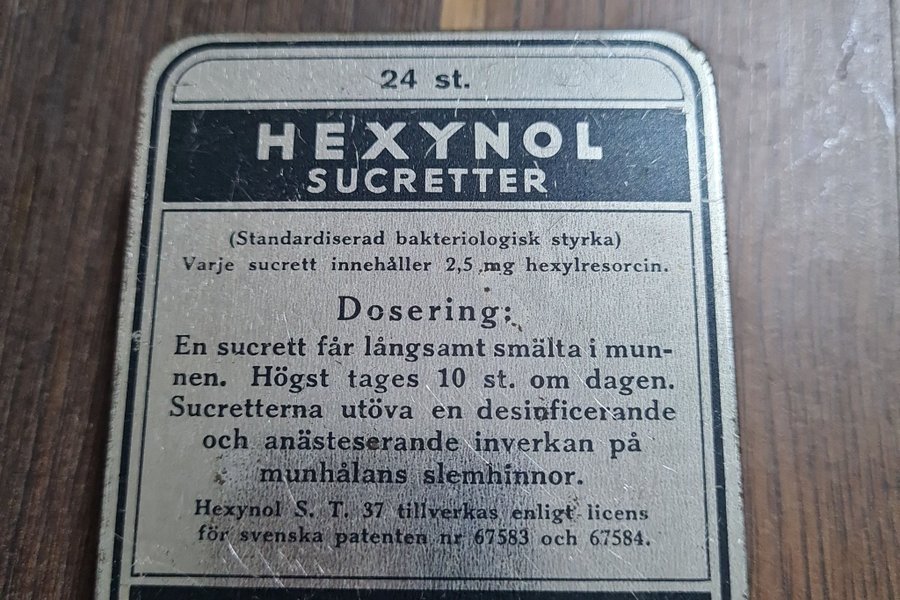 24 st.
HEXYNOL
SUCRETTER
(Standardiserad bakteriologisk styrka)
Varje sucrett innehåller 2,5 mg hexylresorcin.
Dosering:
En sucrett får långsamt smälta i mun-
nen. Högst tages 10 st. om dagen.
Sucretterna utöva en desinficerande
och anästeserande inverkan på
munhålans slemhinnor.
Hexynol S. T. 37 tillverkas enligt licens
för svenska patenten nr 67583 och 67584.